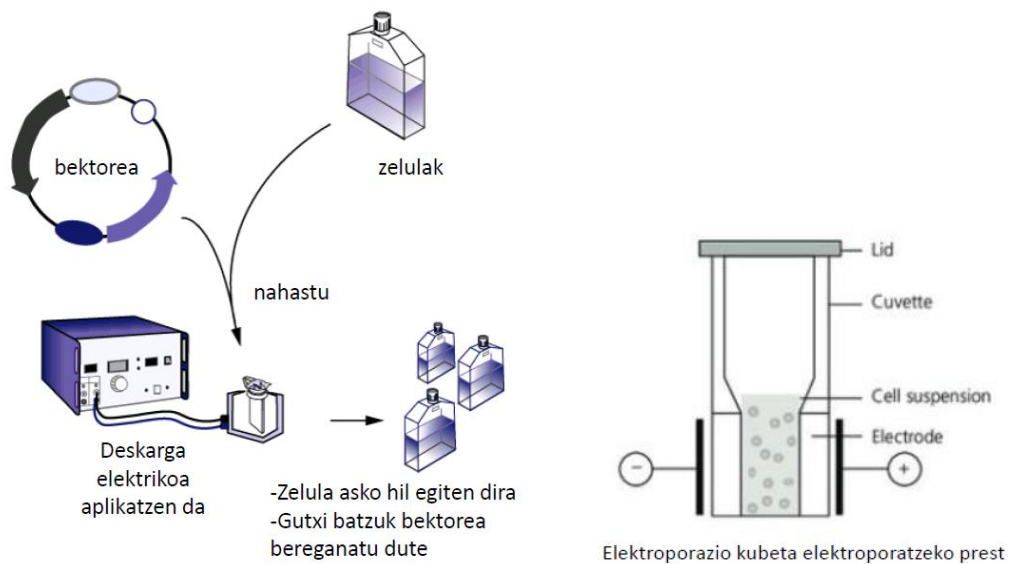 bektorea
zelulak
nahastu
Deskarga
elektrikoa
aplikatzen da
-Zelula asko hil egiten dira
-Gutxi batzuk bektorea
bereganatu dute
Lid
Cuvette
Cell suspension
Electrode
−
+
Elektroporazio kubeta elektroporatzeko prest